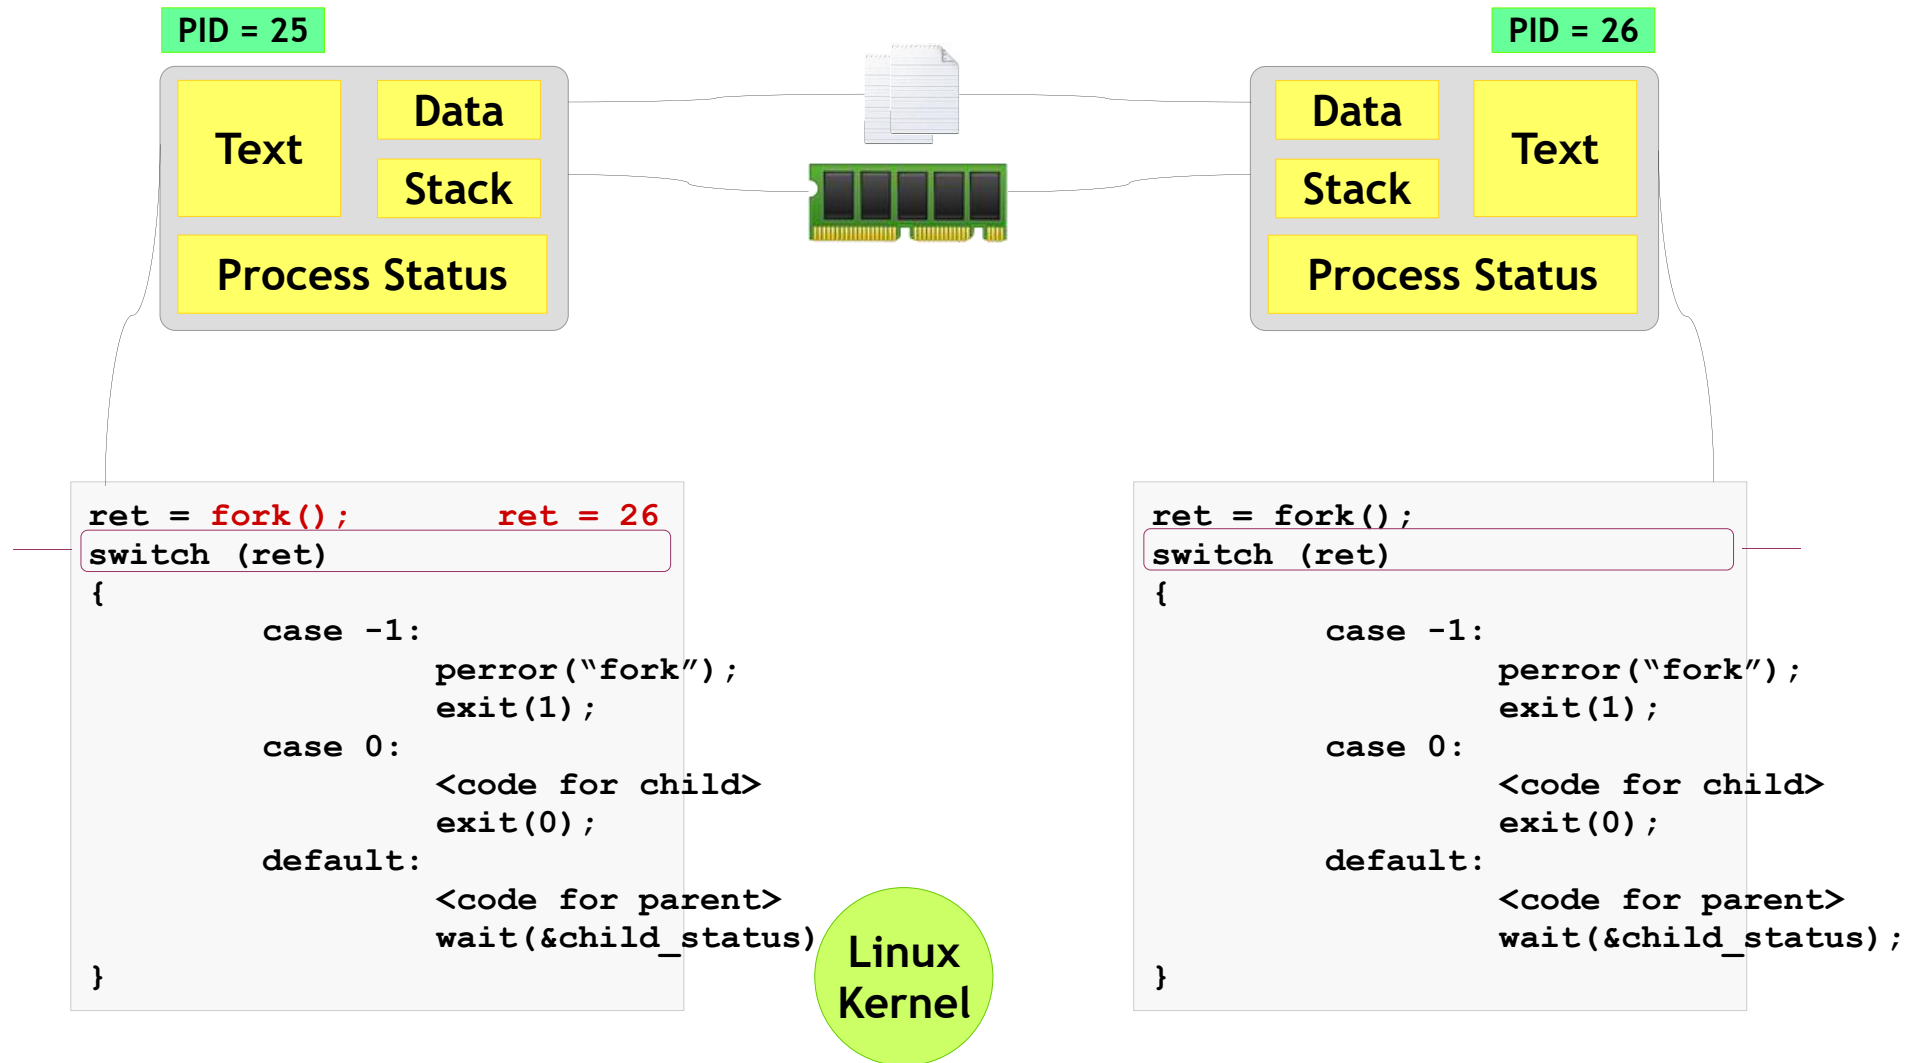 PID = 25
Text
Data
Stack
Process Status
PID = 26
Data
Stack
Text
Process Status
ret = fork();        ret = 26
switch (ret)
{
        case -1:
                perror(“fork”);
                exit(1);
        case 0:
                <code for child>
                exit(0);
        default:
                <code for parent>
                wait(&child_status)
}
Linux
Kernel
ret = fork();
switch (ret)
{
        case -1:
                perror(“fork”);
                exit(1);
        case 0:
                <code for child>
                exit(0);
        default:
                <code for parent>
                wait(&child_status);
}